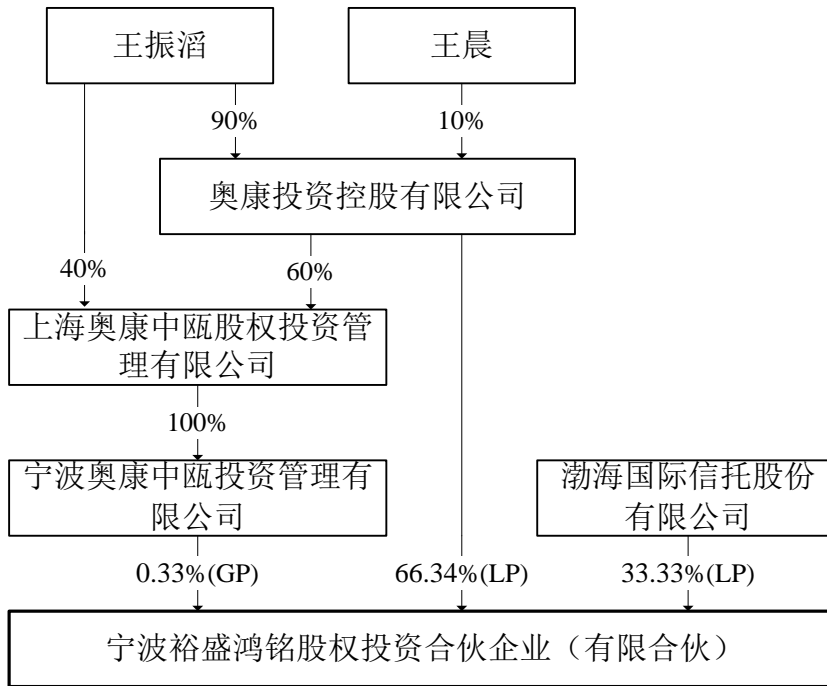 王振滔
王晨
90%
10%
奥康投资控股有限公司
40%
60%
上海奥康中瓯股权投资管
理有限公司
100%
宁波奥康中瓯投资管理有
限公司
渤海国际信托股份
有限公司
0.33%(GP)
66.34%(LP)
33.33%(LP)
宁波裕盛鸿铭股权投资合伙企业（有限合伙）